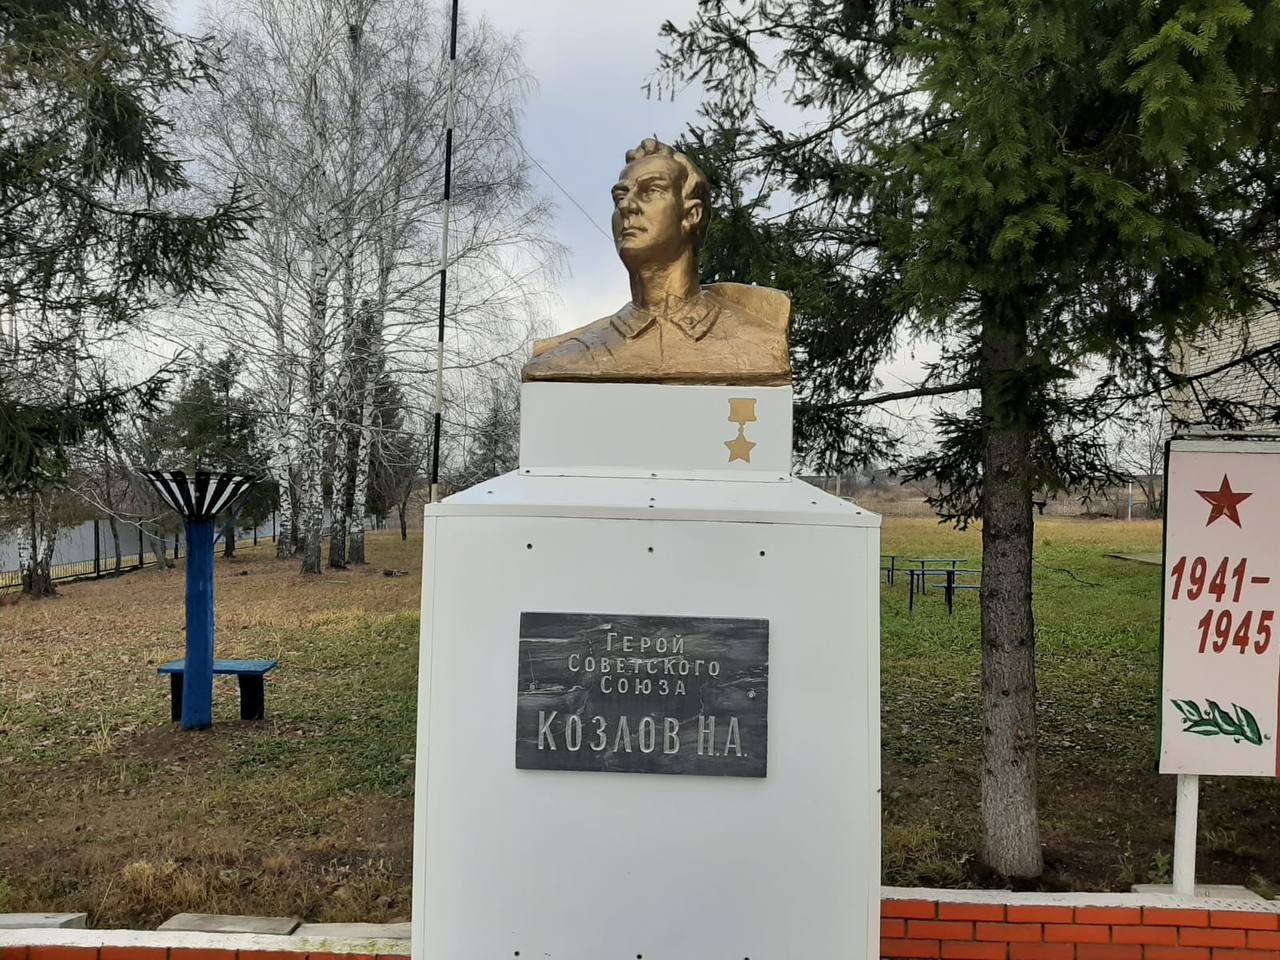 Герой
Советского
Союза
Козлов Н.А.
1941–
1945